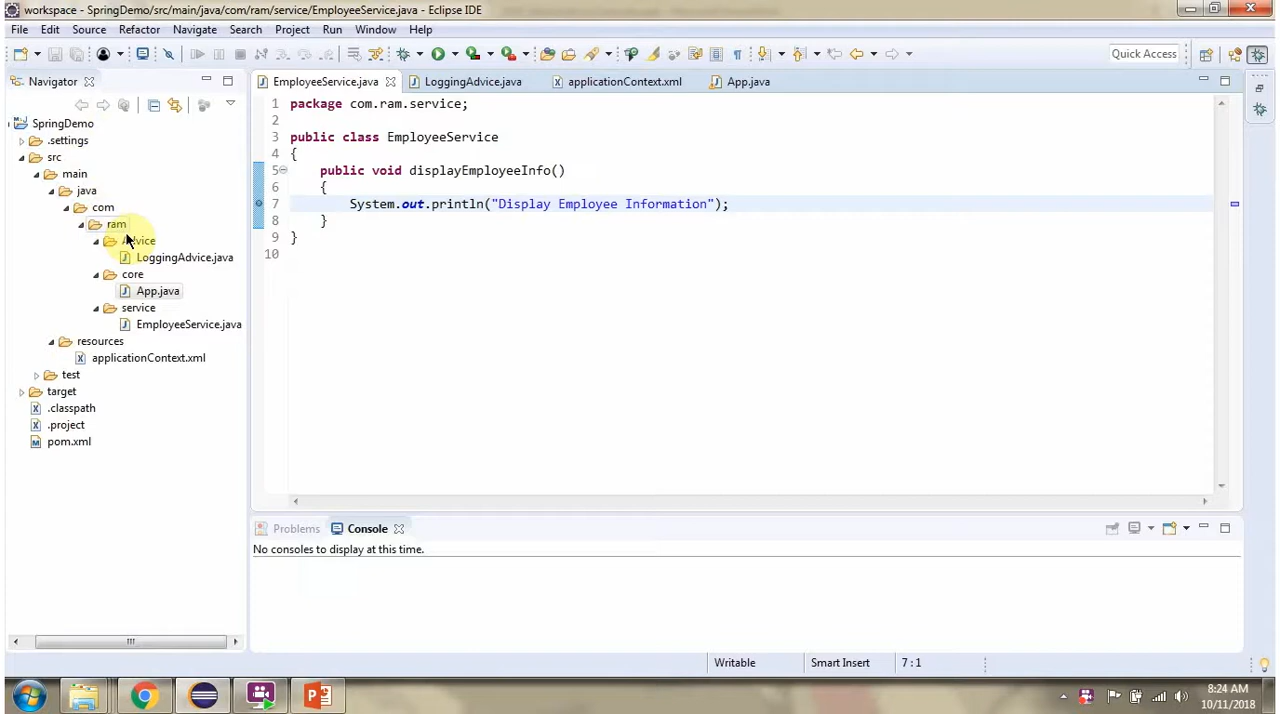 workspace - SpringDemo/src/main/java/com/ram/service/EmployeeService.java - Eclipse IDE
File Edit Source Refactor Navigate Search Project Run Window Help
Quick Access
Navigator
SpringDemo
.settings
src
main
java
com
ram
Advice
LoggingAdvice.java
core
App.java
service
EmployeeService.java
resources
applicationContext.xml
test
target
.classpath
.project
pom.xml
EmployeeService.java LoggingAdvice.java applicationContext.xml App.java
1 package com.ram.service;
2
3 public class EmployeeService
4 {
5 public void displayEmployeeInfo()
6 {
7 System.out.println("Display Employee Information");
8 }
9 }
10
Problems Console
No consoles to display at this time.
Writable Smart Insert 7 : 1
8:24 AM
10/11/2018